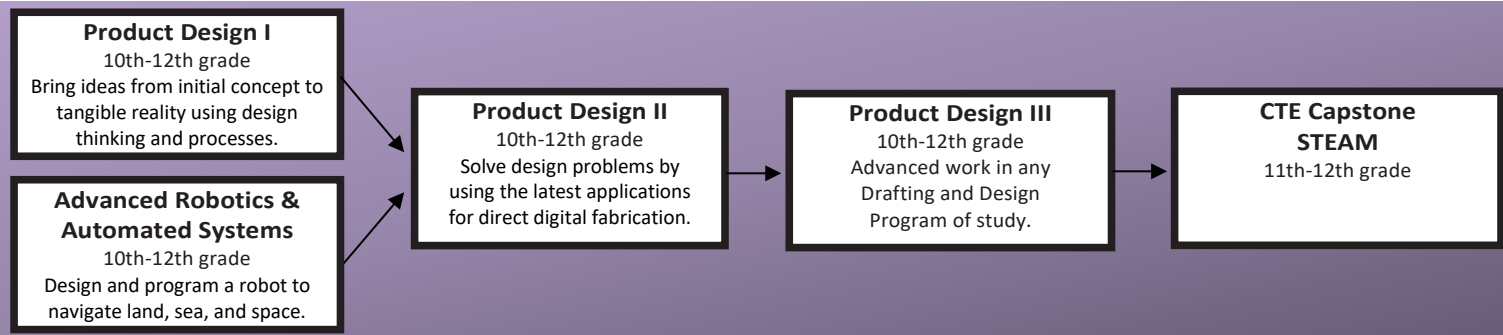 Product Design I
10th-12th grade
Bring ideas from initial concept to
tangible reality using design
thinking and processes.
Advanced Robotics &
Automated Systems
10th-12th grade
Design and program a robot to
navigate land, sea, and space.
Product Design II
10th-12th grade
Solve design problems by
using the latest applications
for direct digital fabrication.
Product Design III
10th-12th grade
Advanced work in any
Drafting and Design
Program of study.
CTE Capstone
STEAM
11th-12th grade